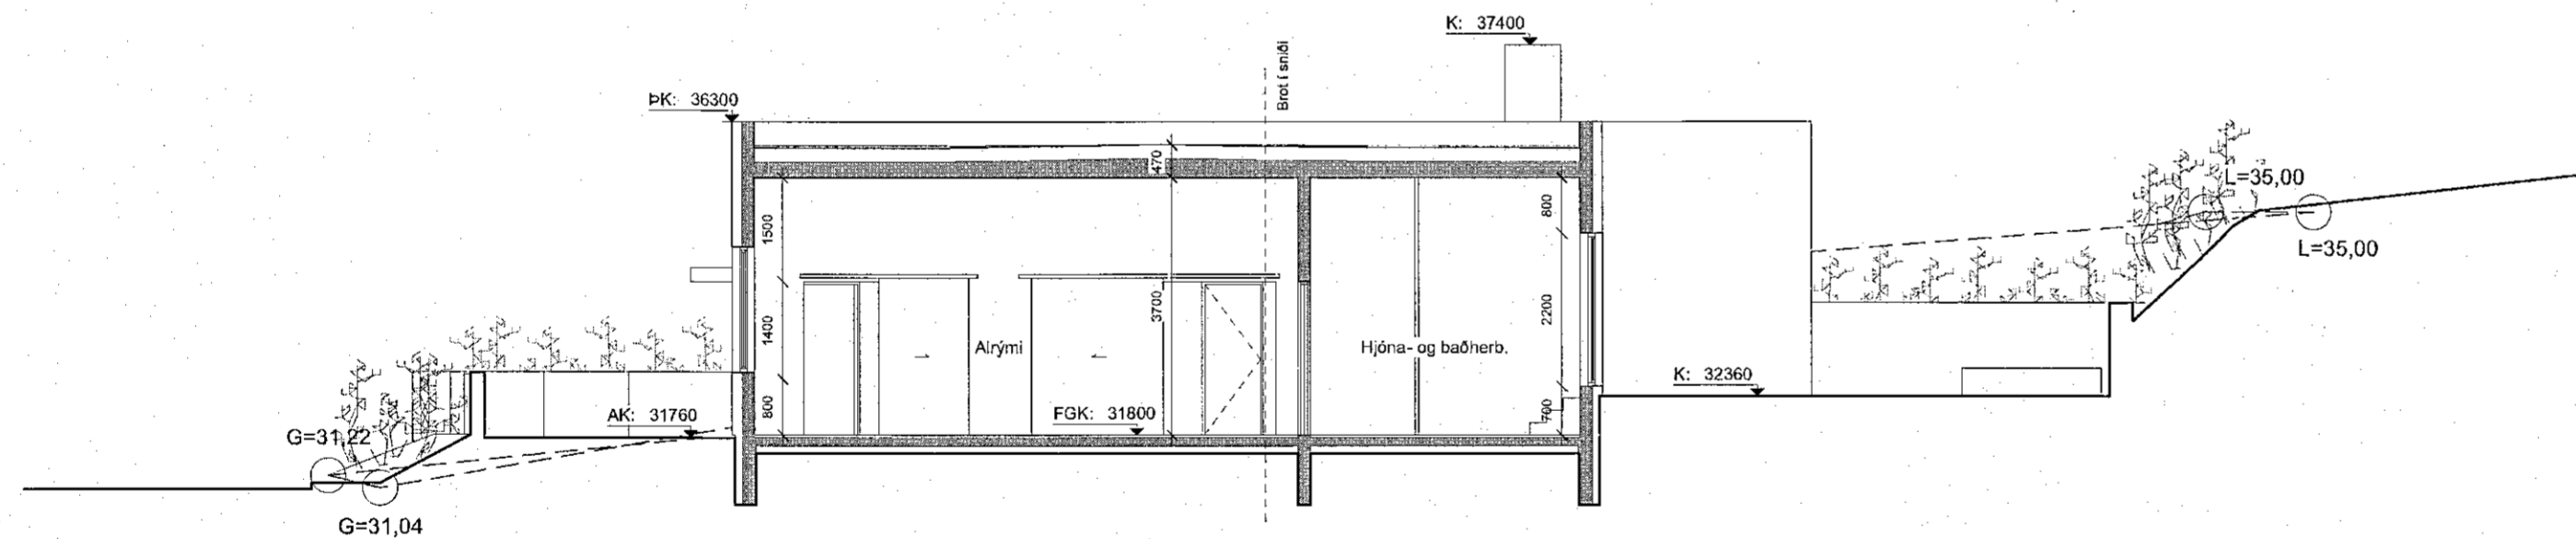 K: 37400
Brot í sniði
ÞK: 36300
470
L=35,00
1500
800
L=35,00
3700
2200
1400
Alrými
Hjóna- og baðherb.
K: 32360
800
AK: 31760
FGK: 31800
700
G=31,22
G=31,04